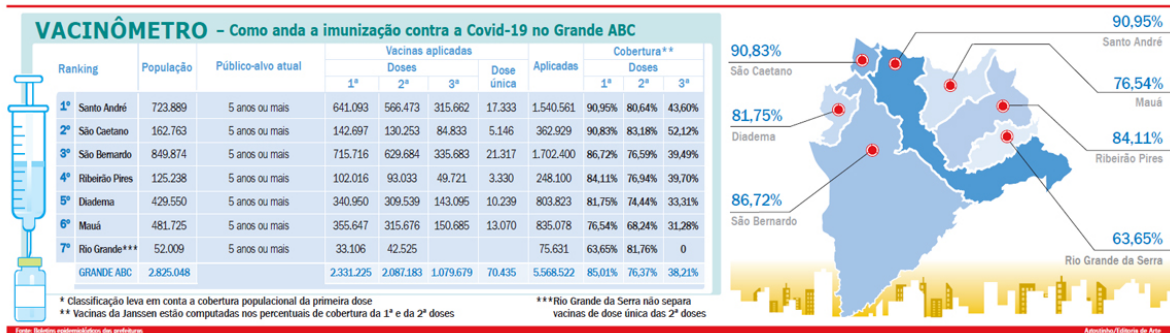 VACINÔMETRO – Como anda a imunização contra a Covid-19 no Grande ABC
Ranking População Público-alvo atual Vacinas aplicadas Aplicadas Cobertura**
Doses Dose única Doses
1ª 2ª 3ª 1ª 2ª 3ª
1º Santo André 723.889 5 anos ou mais 641.093 566.473 315.662 17.333 1.540.561 90,95% 80,64% 43,60%
2º São Caetano 162.763 5 anos ou mais 142.697 130.253 84.833 5.146 362.929 90,83% 83,18% 52,12%
3º São Bernardo 849.874 5 anos ou mais 715.716 629.684 335.683 21.317 1.702.400 86,72% 76,59% 39,49%
4º Ribeirão Pires 125.238 5 anos ou mais 102.016 93.033 49.721 3.330 248.100 84,11% 76,94% 39,70%
5º Diadema 429.550 5 anos ou mais 340.950 309.539 143.095 10.239 803.823 81,75% 74,44% 33,31%
6º Mauá 481.725 5 anos ou mais 355.647 315.676 150.685 13.070 835.078 76,54% 68,24% 31,28%
7º Rio Grande*** 52.009 5 anos ou mais 33.106 42.525 75.631 63,65% 81,76% 0
GRANDE ABC 2.825.048 2.331.225 2.087.183 1.079.679 70.435 5.568.522 85,01% 76,37% 38,21%
* Classificação leva em conta a cobertura populacional da primeira dose
** Vacinas da Janssen estão computadas nos percentuais de cobertura da 1ª e da 2ª doses
***Rio Grande da Serra não separa
vacinas de dose única das 2ª doses
90,95%
Santo André
90,83%
São Caetano
76,54%
Mauá
81,75%
Diadema
84,11%
Ribeirão Pires
86,72%
São Bernardo
63,65%
Rio Grande da Serra
Fonte: Boletins epidemiológicos das prefeituras
Agostinho/Editoria de Arte